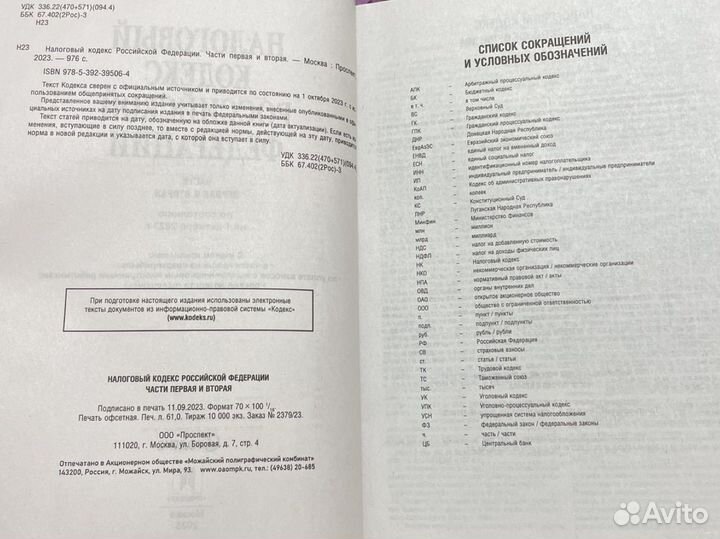 УДК 336.22(470+571)(094.4)
ББК 67.402(2Рос)-3
Н23
Н23 Налоговый кодекс Российской Федерации. Части первая и вторая. — Москва : Проспект,
2023. — 976 с.
ISBN 978-5-392-39506-4
Текст Кодекса сверен с официальным источником и приводится по состоянию на 1 октября 2023 г. с ис-
пользованием общепринятых сокращений.
Представленное вашему вниманию издание учитывает только изменения, внесенные опубликованными в офи-
циальных источниках на дату подписания издания в печать федеральными законами.
Текст статей приводится на дату, обозначенную на обложке данной книги (дата актуализации). Если есть из-
менения, вступающие в силу позднее, то вместе с редакцией нормы, действующей на эту дату, приводится
норма в новой редакции и указывается дата, с которой она вступает в силу.
УДК 336.22(470+571)(094.4)
ББК 67.402(2Рос)-3
При подготовке настоящего издания использованы электронные
тексты документов из информационно-правовой системы «Кодекс»
(www.kodeks.ru)
НАЛОГОВЫЙ КОДЕКС РОССИЙСКОЙ ФЕДЕРАЦИИ
ЧАСТИ ПЕРВАЯ И ВТОРАЯ
Подписано в печать 11.09.2023. Формат 70 × 100 1/16.
Печать офсетная. Печ. л. 61,0. Тираж 10 000 экз. Заказ № 2379/23.
ООО «Проспект»
111020, г. Москва, ул. Боровая, д. 7, стр. 4
Отпечатано в Акционерном обществе «Можайский полиграфический комбинат»
143200, Россия, г. Можайск, ул. Мира, 93. www.oaompk.ru, тел.: (49638) 20-685
СПИСОК СОКРАЩЕНИЙ
И УСЛОВНЫХ ОБОЗНАЧЕНИЙ
АПК – Арбитражный процессуальный кодекс
БК – Бюджетный кодекс
в т. ч. – в том числе
ВС – Верховный Суд
ГК – Гражданский кодекс
ГПК – Гражданский процессуальный кодекс
ДНР – Донецкая Народная Республика
ЕврАзЭС – Евразийский экономический союз
ЕНВД – единый налог на вмененный доход
ЕСН – единый социальный налог
ИНН – идентификационный номер налогоплательщика
ИП – индивидуальный предприниматель / индивидуальные предприниматели
КоАП – Кодекс об административных правонарушениях
коп. – копеек
КС – Конституционный Суд
ЛНР – Луганская Народная Республика
Минфин – Министерство финансов
млн – миллион
млрд – миллиард
НДС – налог на добавленную стоимость
НДФЛ – налог на доходы физических лиц
НК – Налоговый кодекс
НКО – некоммерческая организация / некоммерческие организации
НПА – нормативный правовой акт / акты
ОВД – органы внутренних дел
ОАО – открытое акционерное общество
ООО – общество с ограниченной ответственностью
п. – пункт / пункты
подп. – подпункт / подпункты
руб. – рубль / рубли
РФ – Российская Федерация
СВ – страховые взносы
ст. – статья / статьи
ТК – Трудовой кодекс
ТС – Таможенный союз
тыс. – тысяч
УК – Уголовный кодекс
УПК – Уголовно-процессуальный кодекс
УСН – упрощенная система налогообложения
ФЗ – федеральный закон / федеральные законы
ч. – часть / части
ЦБ – Центральный банк
Avito